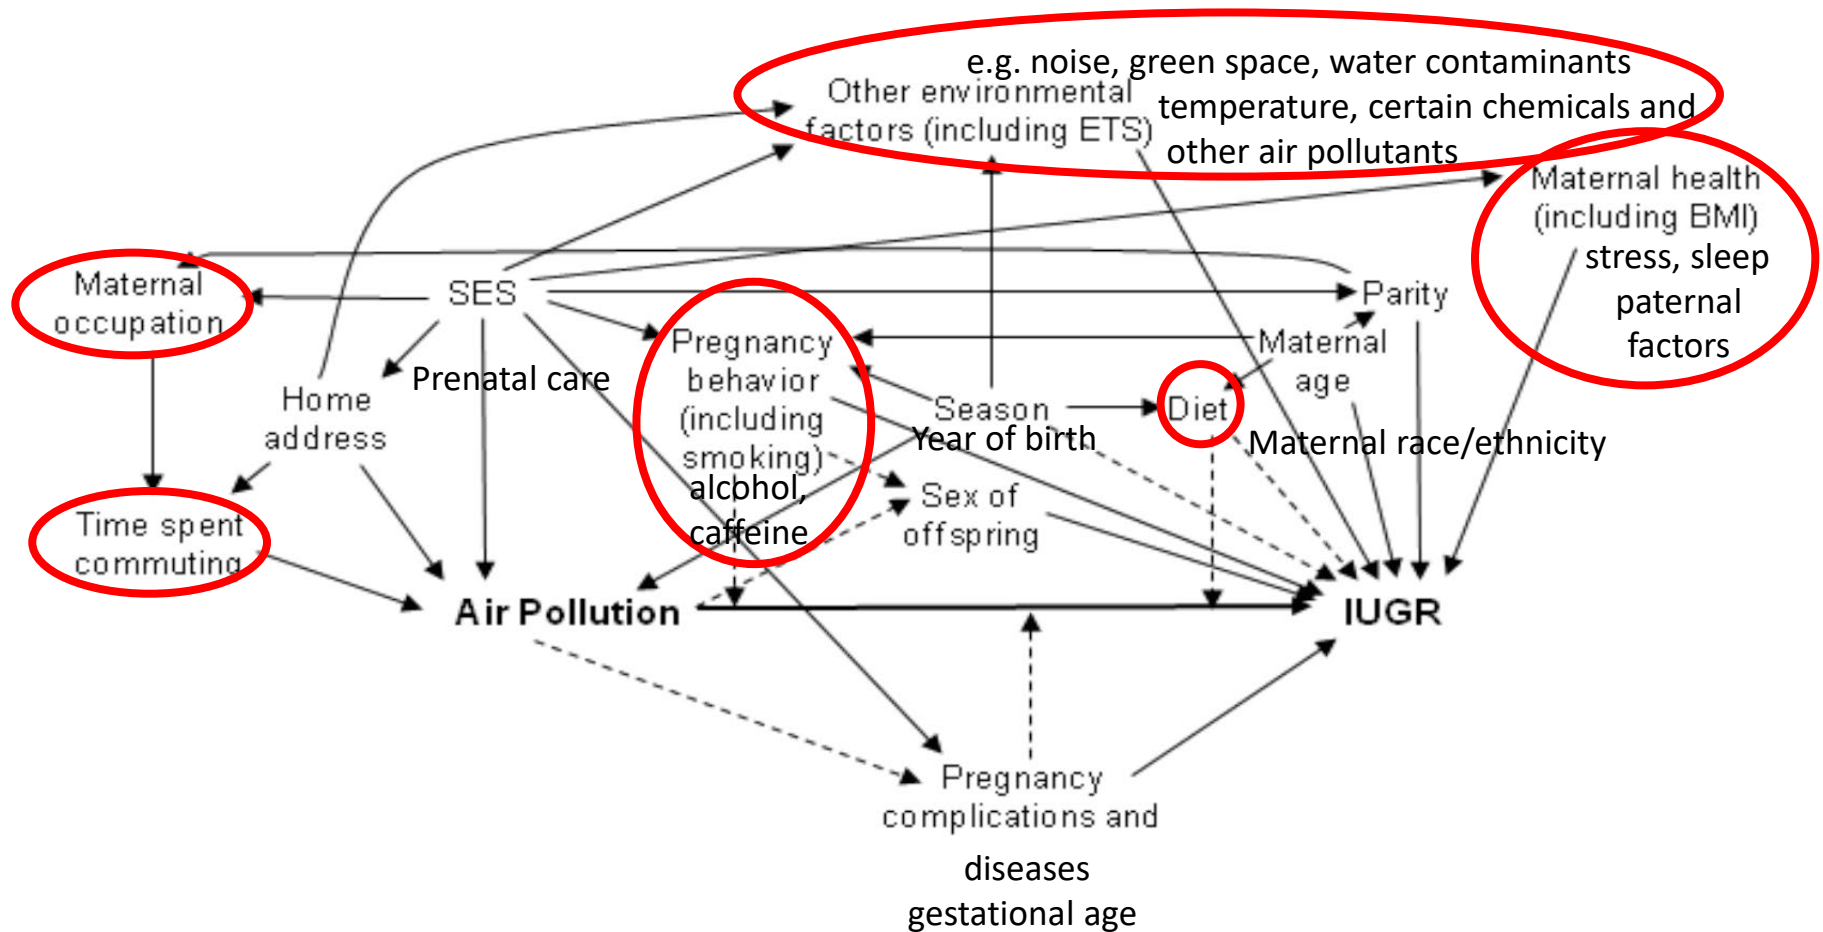 e.g. noise, green space, water contaminants
Other environmental
temperature, certain chemicals and
factors (including ETS)
other air pollutants
Maternal health
(including BMI)
stress, sleep
paternal
factors
Maternal
occupation
SES
Parity
Pregnancy
behavior
(including
smoking)
alcohol,
caffeine
Maternal
age
Prenatal care
Home
address
Season
Year of birth
Diet
Maternal race/ethnicity
Sex of
offspring
Time spent
commuting
Air Pollution
IUGR
Pregnancy
complications and
diseases
gestational age